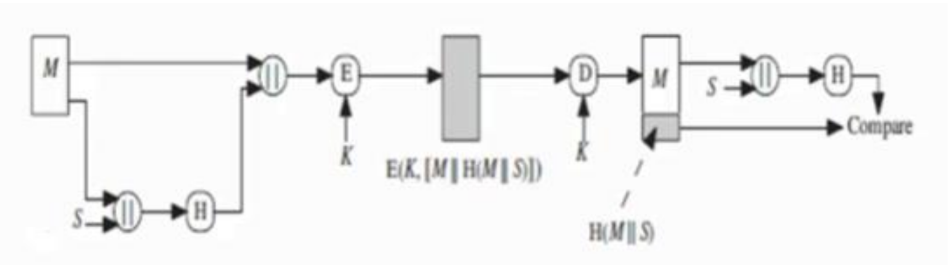 M
||
E
D
M
S
||
H
K
K
Compare
E(K, [M || H(M || S)])
S
||
H
H(M || S)